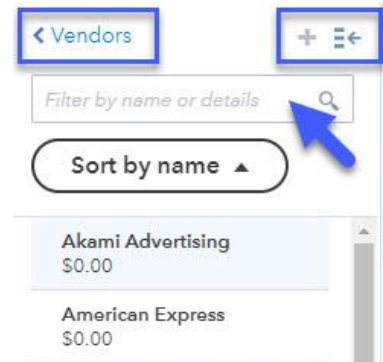 Vendors
Filter by name or details
Sort by name
Akami Advertising
$0.00
American Express
$0.00